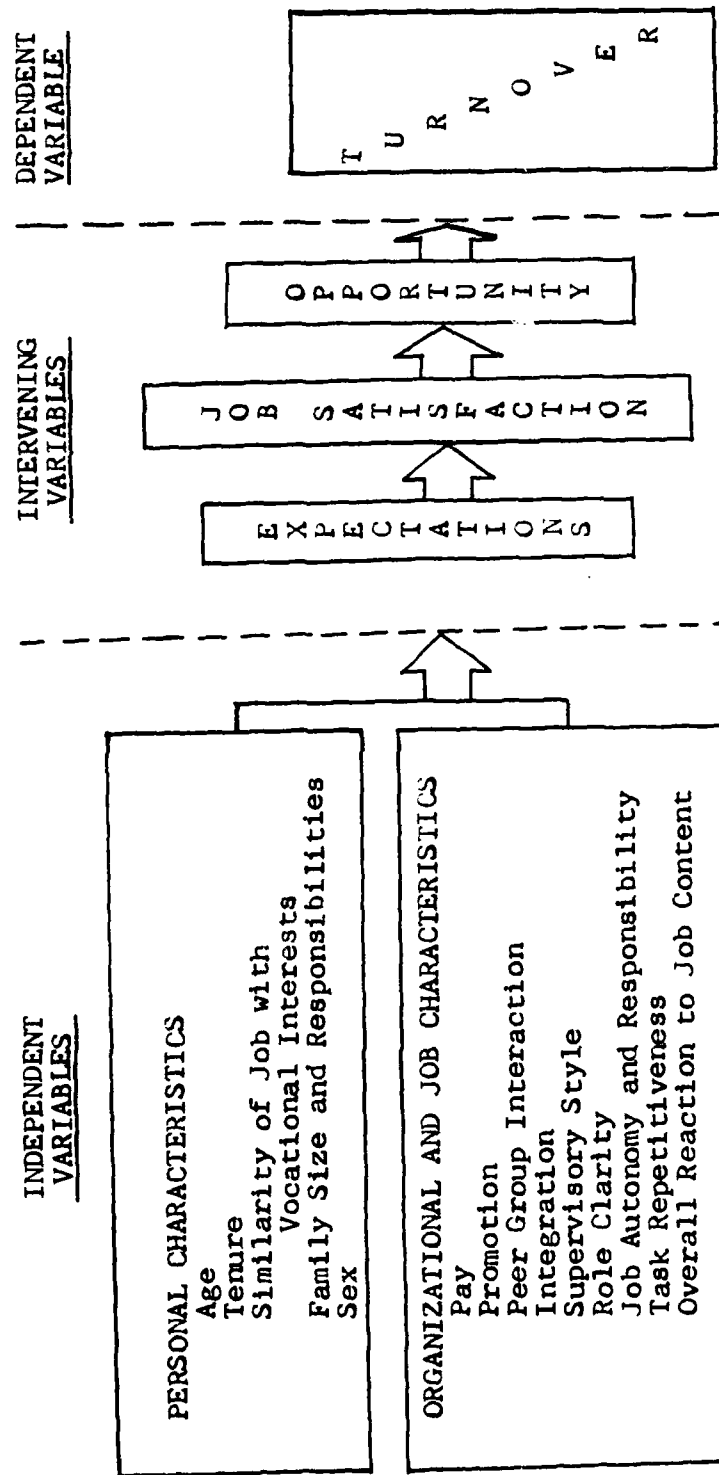 INDEPENDENT
VARIABLES
INTERVENING
VARIABLES
DEPENDENT
VARIABLE
PERSONAL CHARACTERISTICS
Age
Tenure
Similarity of Job with
Vocational Interests
Family Size and Responsibilities
Sex
ORGANIZATIONAL AND JOB CHARACTERISTICS
Pay
Promotion
Peer Group Interaction
Integration
Supervisory Style
Role Clarity
Job Autonomy and Responsibility
Task Repetitiveness
Overall Reaction to Job Content
EXPECTATIONS
JOB SATISFACTION
OPPORTUNITY
TURNOVER